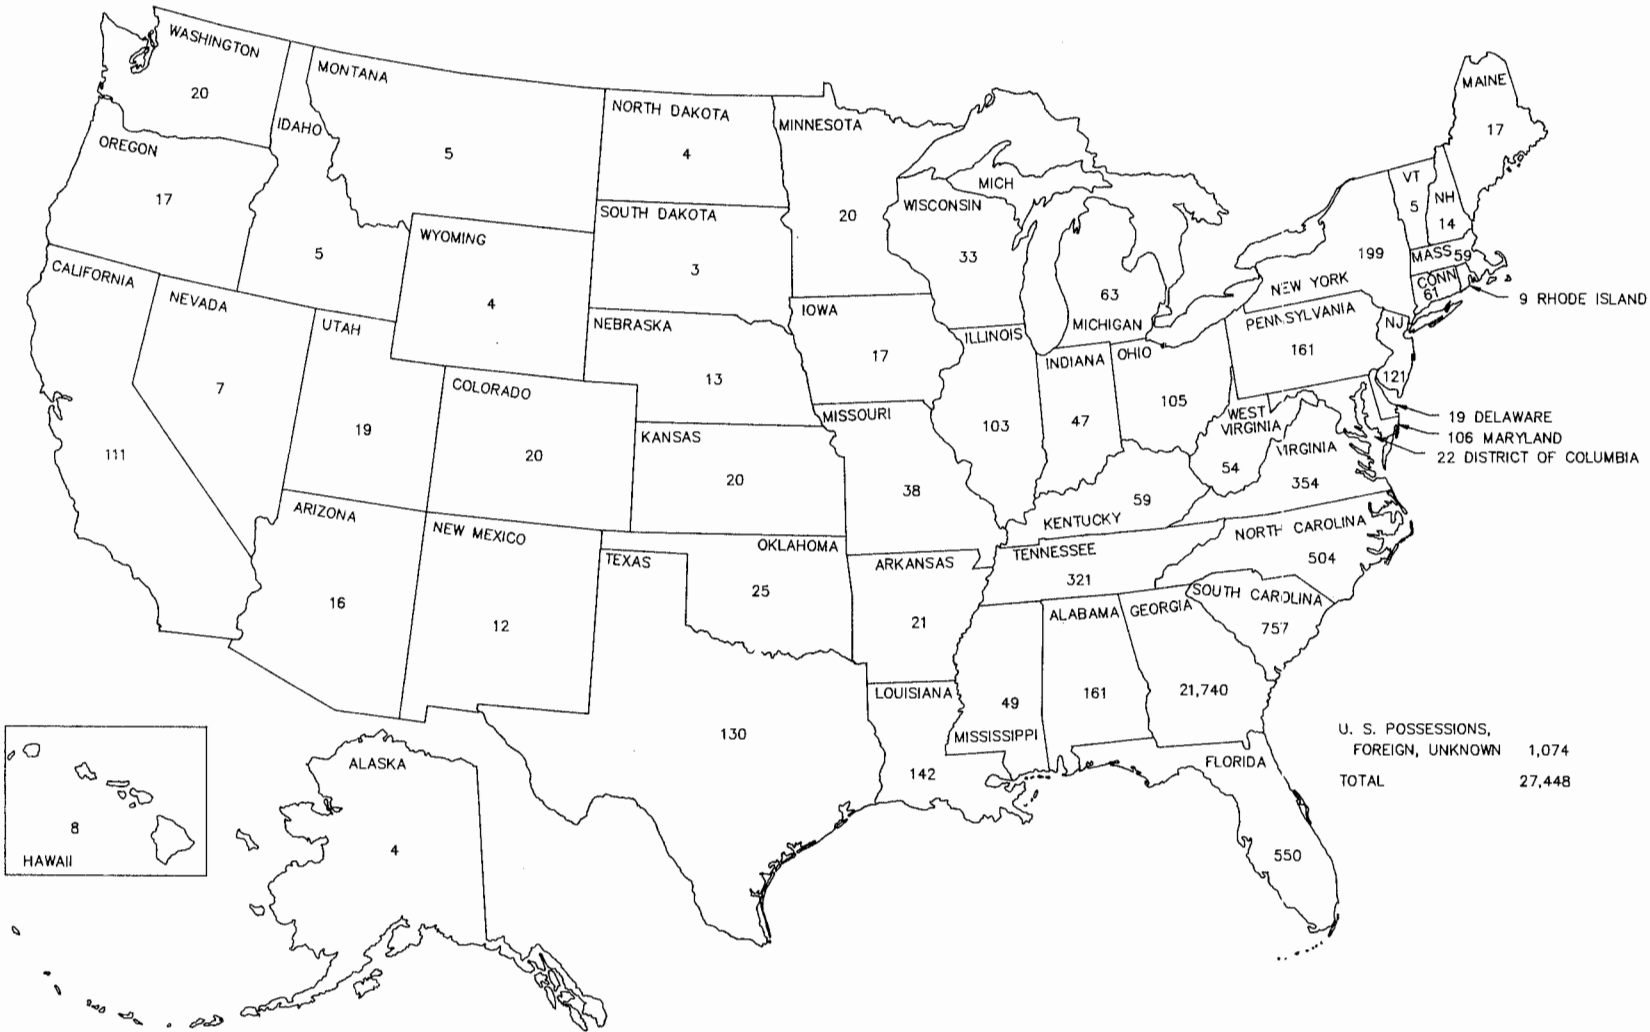 WASHINGTON
20
MONTANA
5
IDAHO
5
OREGON
17
NORTH DAKOTA
4
MINNESOTA
20
MAINE
17
VT
5
NH
14
MICH
WISCONSIN
33
SOUTH DAKOTA
3
WYOMING
4
CALIFORNIA
111
NEVADA
7
UTAH
19
NEBRASKA
13
IOWA
17
63
MICHIGAN
199
NEW YORK
MASS 59
CONN
61
9 RHODE ISLAND
PENNSYLVANIA
161
NJ
121
ILLINOIS
103
INDIANA
47
OHIO
105
COLORADO
20
KANSAS
20
MISSOURI
38
WEST
VIRGINIA
54
VIRGINIA
354
19 DELAWARE
106 MARYLAND
22 DISTRICT OF COLUMBIA
59
KENTUCKY
ARIZONA
16
NEW MEXICO
12
TEXAS
130
OKLAHOMA
25
ARKANSAS
21
TENNESSEE
321
NORTH CAROLINA
504
SOUTH CAROLINA
757
ALABAMA
161
GEORGIA
21,740
LOUISIANA
142
49
MISSISSIPPI
FLORIDA
550
U. S. POSSESSIONS,
FOREIGN, UNKNOWN 1,074
TOTAL 27,448
ALASKA
4
8
HAWAII